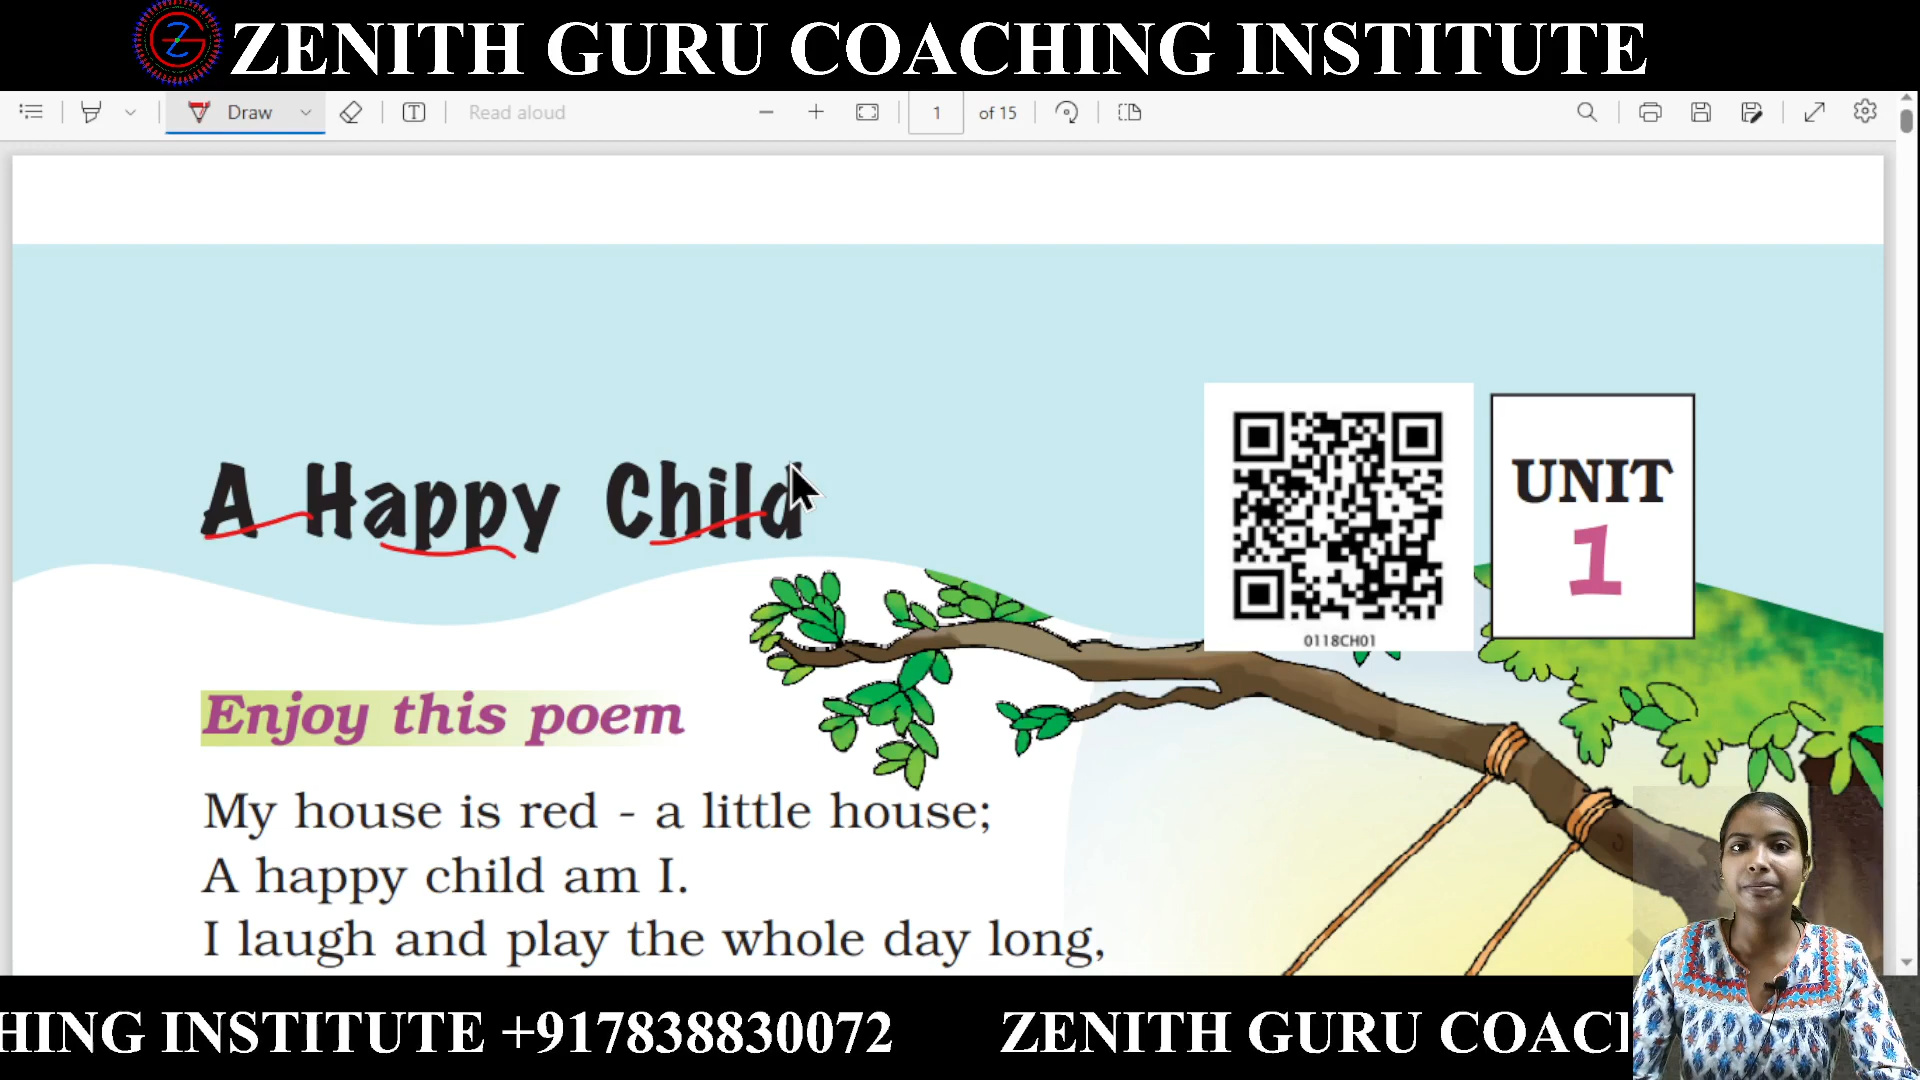 ZENITH GURU COACHING INSTITUTE
Draw
Read aloud
1 of 15
A Happy Child
0118CH01
UNIT
1
Enjoy this poem
My house is red - a little house;
A happy child am I.
I laugh and play the whole day long,
HING INSTITUTE +917838830072 ZENITH GURU COACH